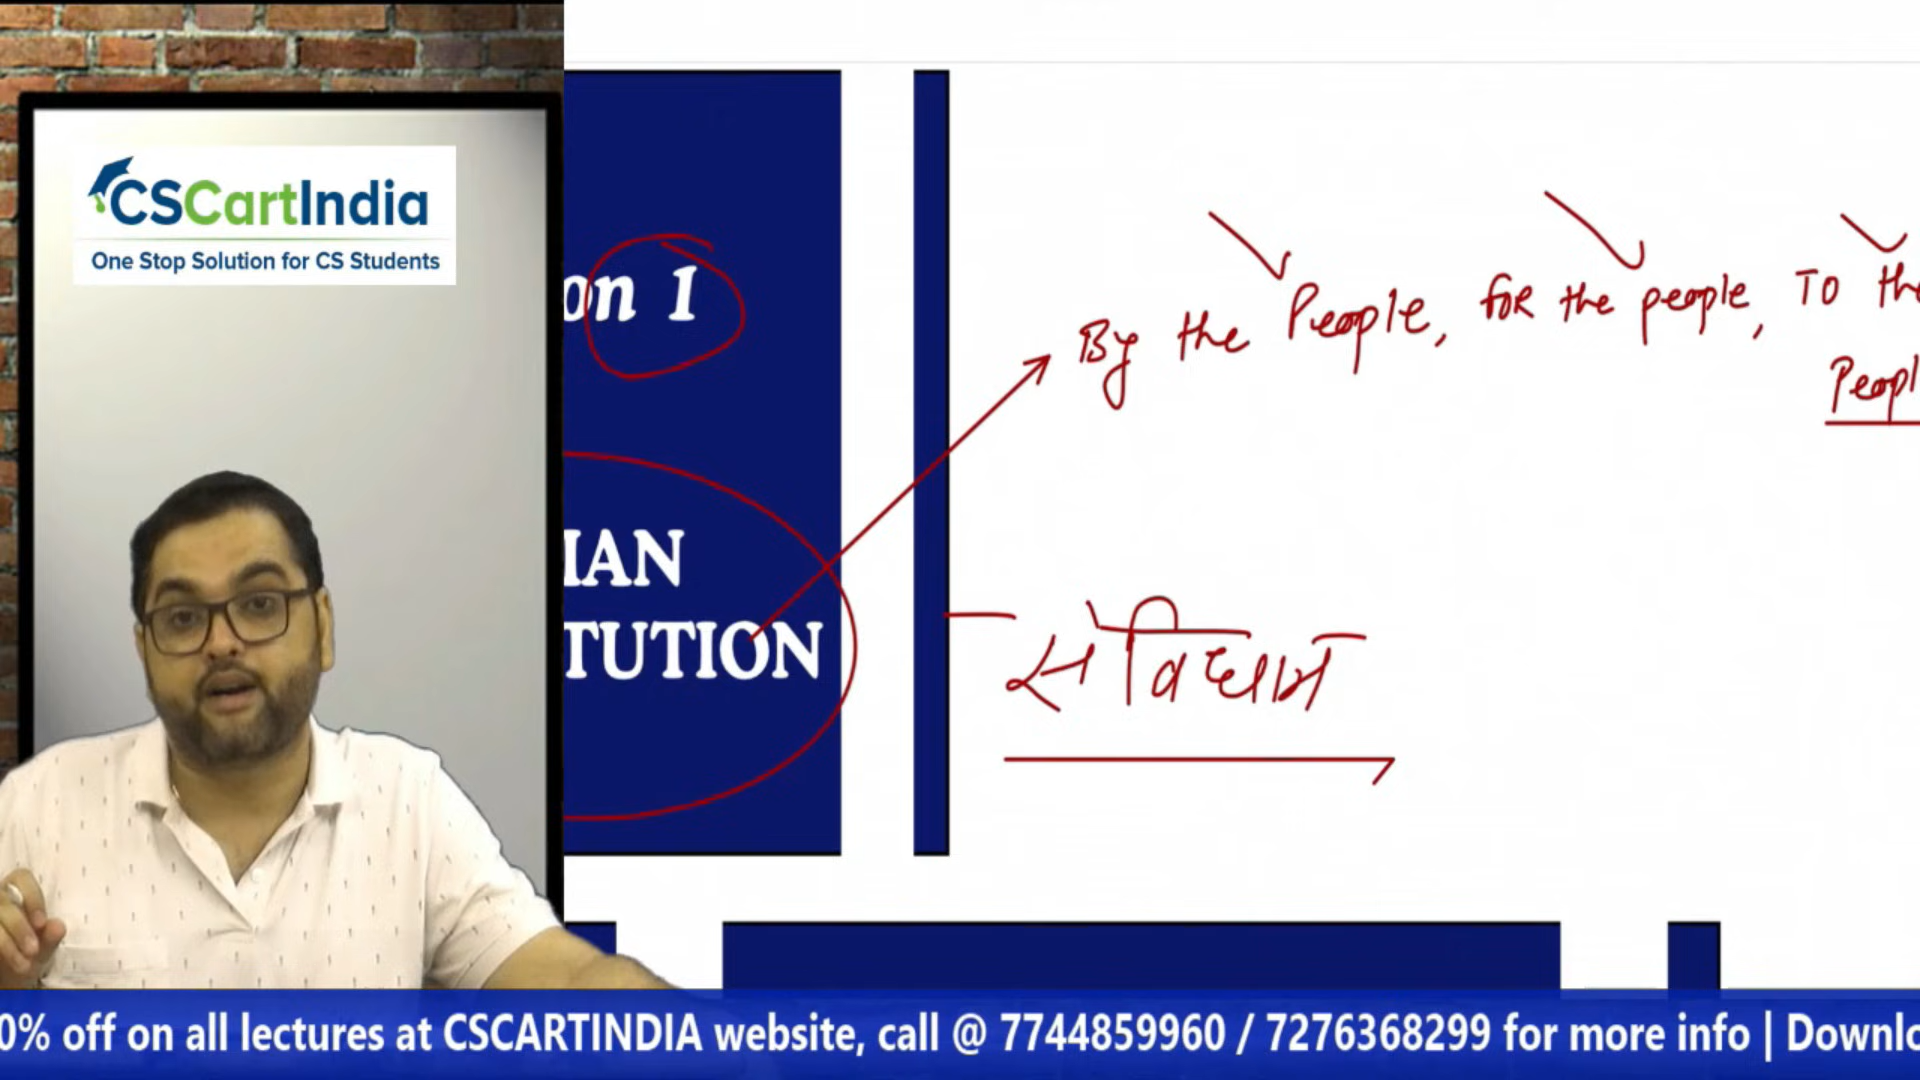 CSCartIndia
One Stop Solution for CS Students
on 1
IAN
TUTION
By the People, for the people, To the
Peopl
संविधान
0% off on all lectures at CSCARTINDIA website, call @ 7744859960 / 7276368299 for more info | Downlo